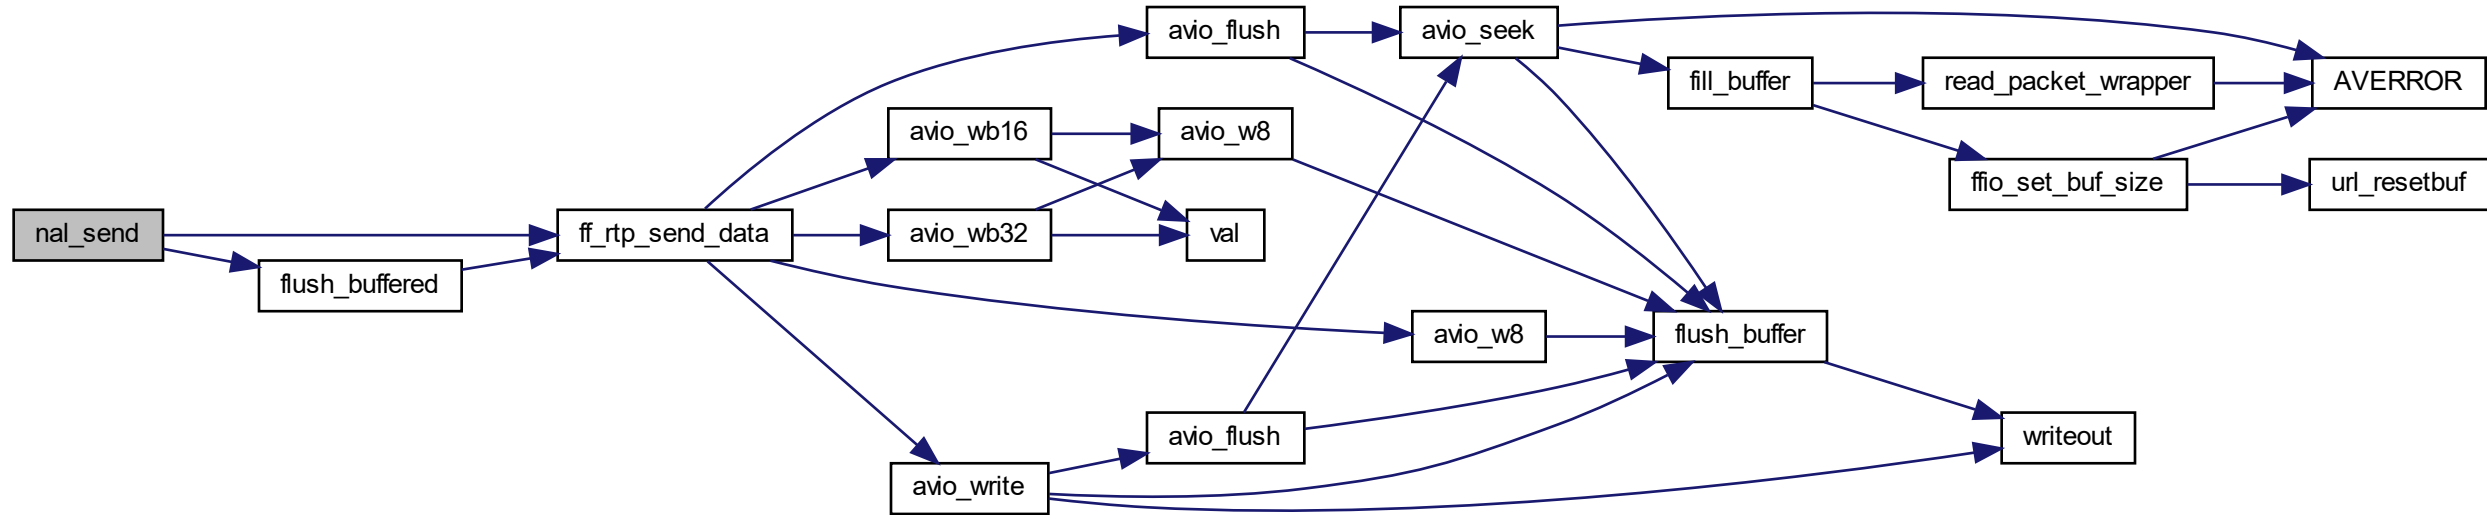 nal_send
flush_buffered
ff_rtp_send_data
avio_flush
avio_wb16
avio_wb32
avio_write
avio_w8
val
avio_flush
avio_seek
avio_w8
fill_buffer
flush_buffer
read_packet_wrapper
ffio_set_buf_size
writeout
AVERROR
url_resetbuf